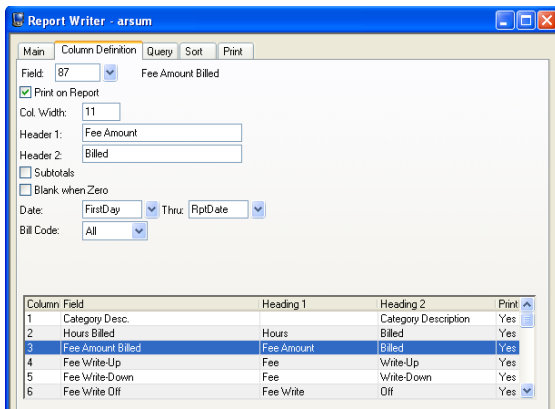 Report Writer - arsum
Main Column Definition Query Sort Print
Field: 87 Fee Amount Billed
Print on Report
Col. Width: 11
Header 1: Fee Amount
Header 2: Billed
Subtotals
Blank when Zero
Date: FirstDay Thru: RptDate
Bill Code: All
Column Field Heading 1 Heading 2 Print
1 Category Desc. Category Description Yes
2 Hours Billed Hours Billed Yes
3 Fee Amount Billed Fee Amount Billed Yes
4 Fee Write-Up Fee Write-Up Yes
5 Fee Write-Down Fee Write-Down Yes
6 Fee Write Off Fee Write Off Yes